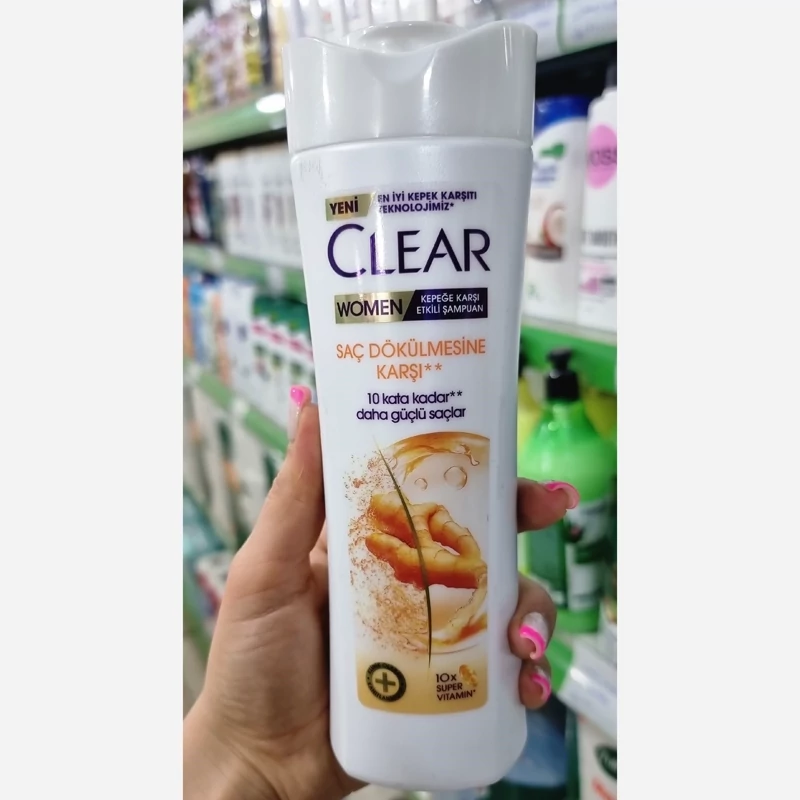 YENİ
EN İYİ KEPEK KARŞITI
TEKNOLOJİMİZ*
CLEAR
WOMEN
KEPEĞE KARŞI
ETKİLİ ŞAMPUAN
SAÇ DÖKÜLMESİNE
KARŞI**
10 kata kadar**
daha güçlü saçlar
10x
SUPER
VITAMIN*